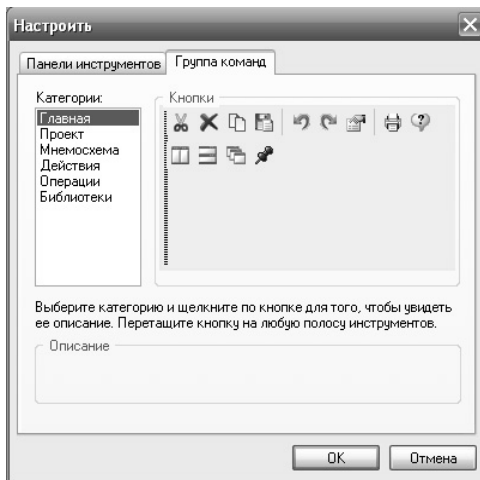 Настроить
Панели инструментов Группа команд
Категории:
Кнопки
Главная
Проект
Мнемосхема
Действия
Операции
Библиотеки
Выберите категорию и щелкните по кнопке для того, чтобы увидеть
ее описание. Перетащите кнопку на любую полосу инструментов.
Описание
OK Отмена